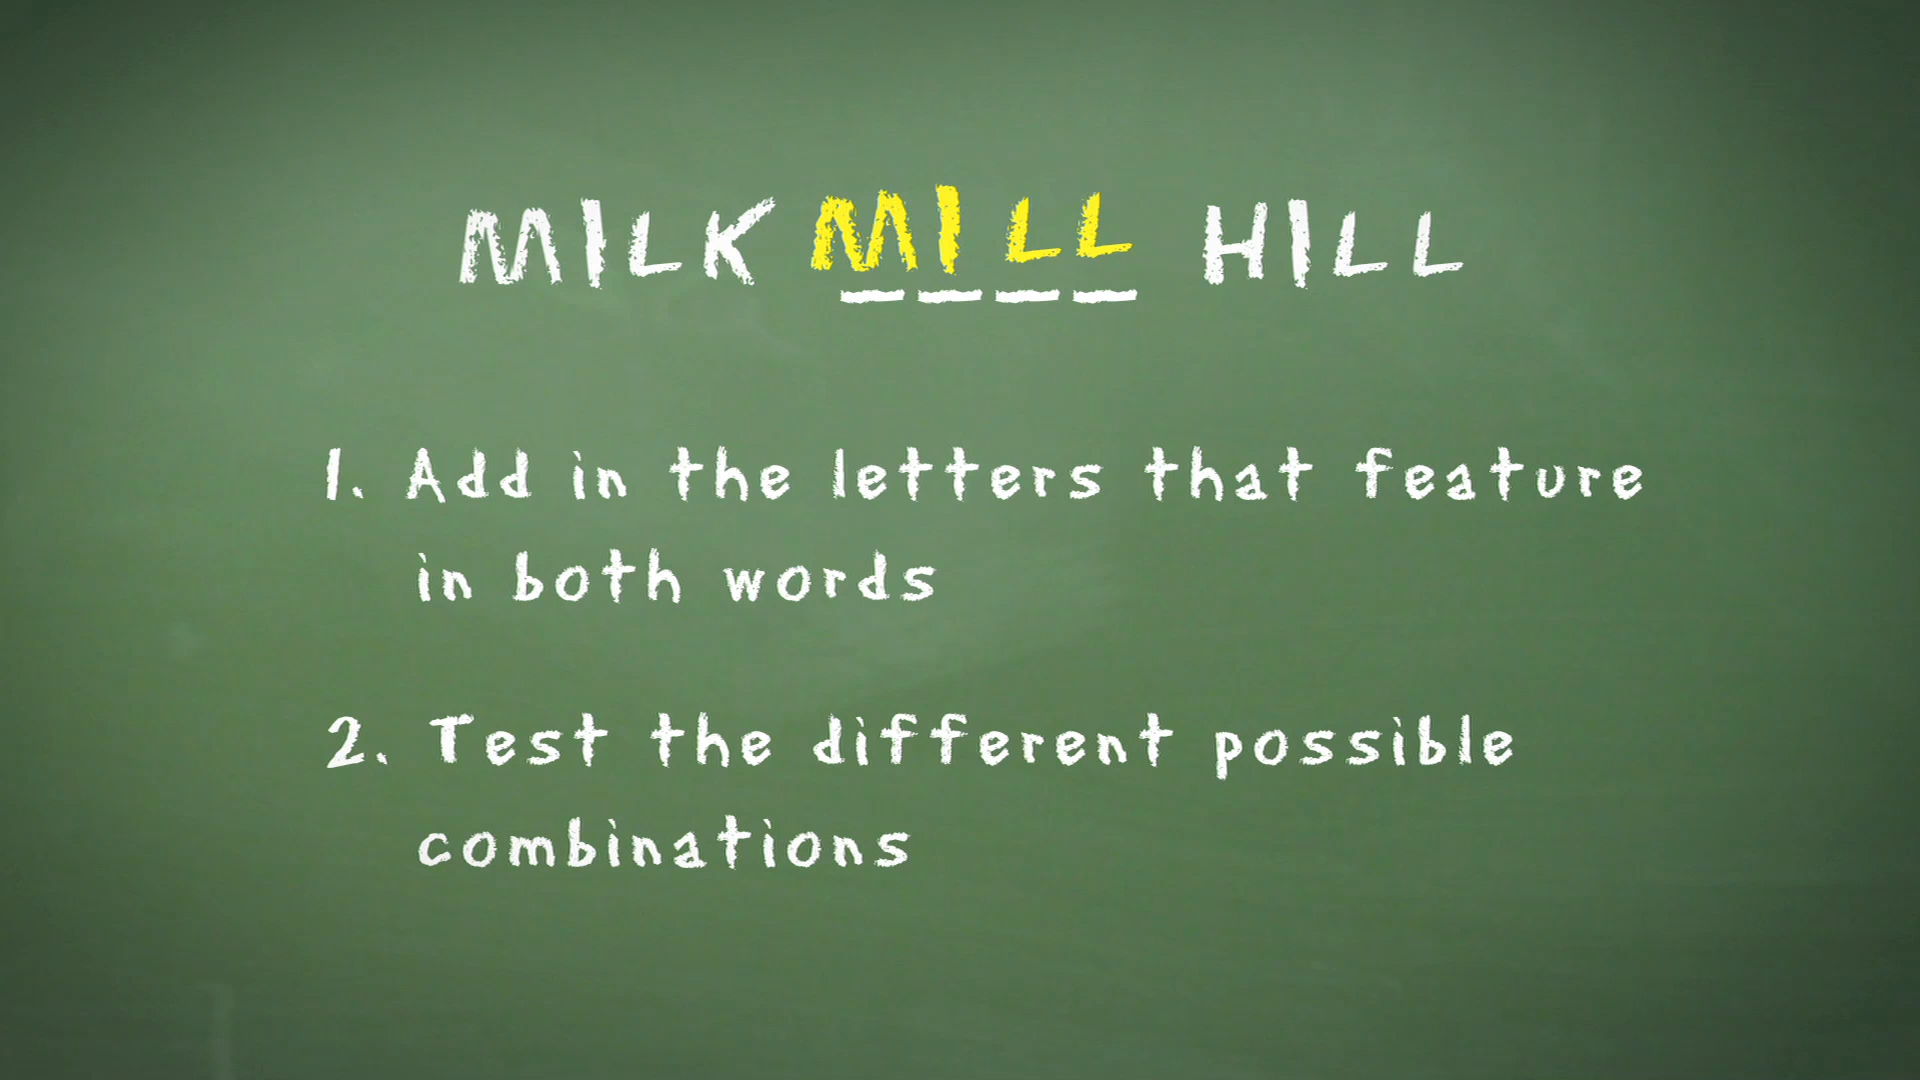 MILK MILL HILL
1. Add in the letters that feature
in both words
2. Test the different possible
combinations